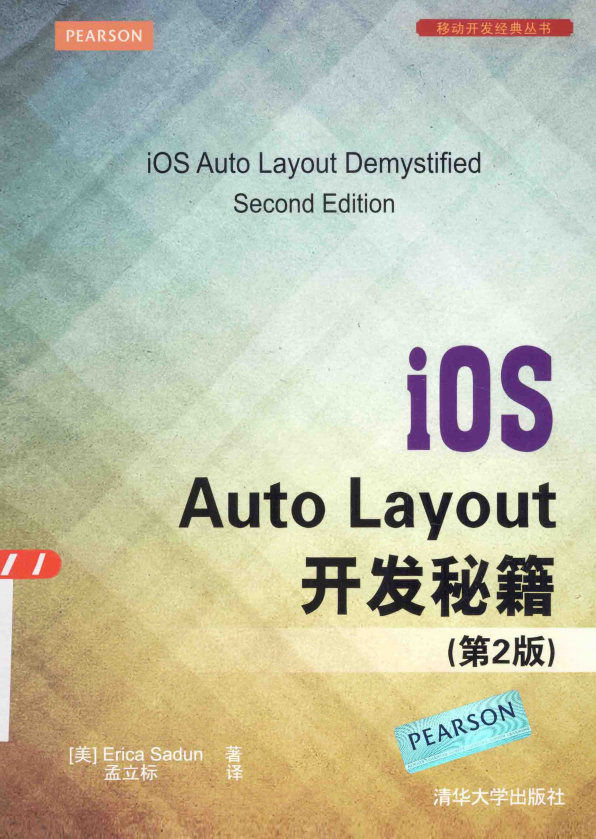 PEARSON
移动开发经典丛书
iOS Auto Layout Demystified
Second Edition
iOS
Auto Layout
开发秘籍
(第2版)
PEARSON
[美] Erica Sadun 著
孟立标 译
清华大学出版社